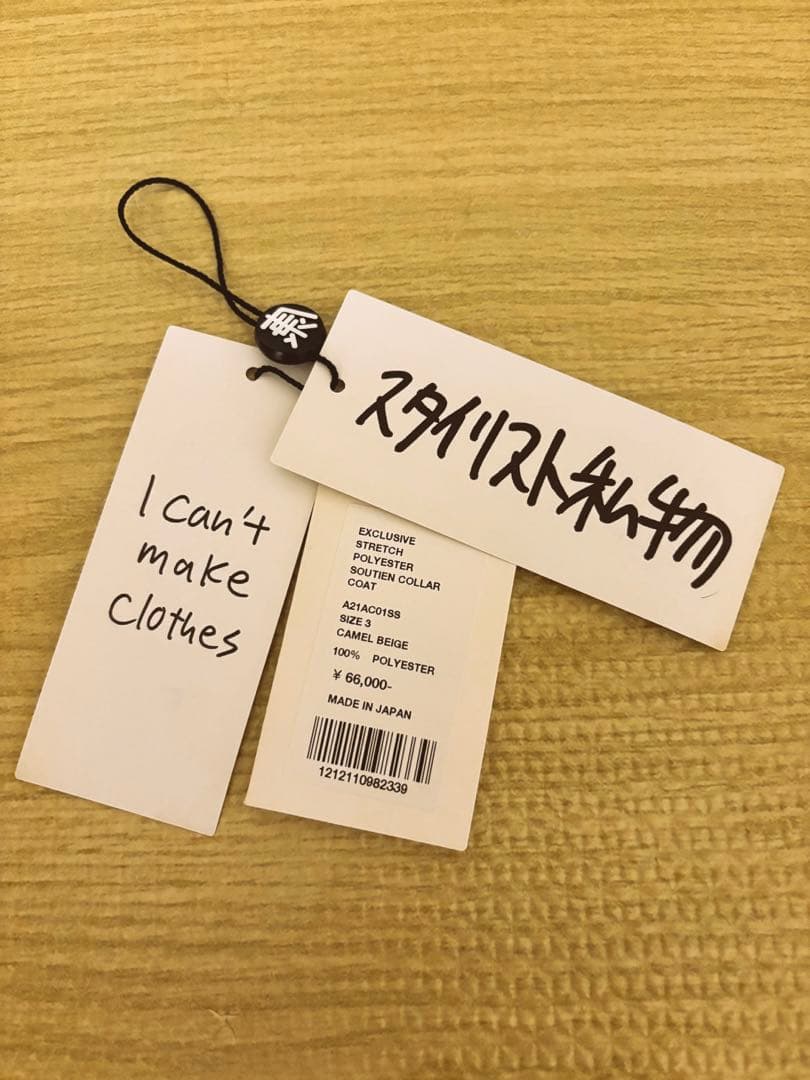 スタイリスト私物
I can't
make
Clothes
EXCLUSIVE
STRETCH
POLYESTER
SOUTIEN COLLAR
COAT
A21AC01SS
SIZE 3
CAMEL BEIGE
100% POLYESTER
¥ 66,000-
MADE IN JAPAN
1212110982339